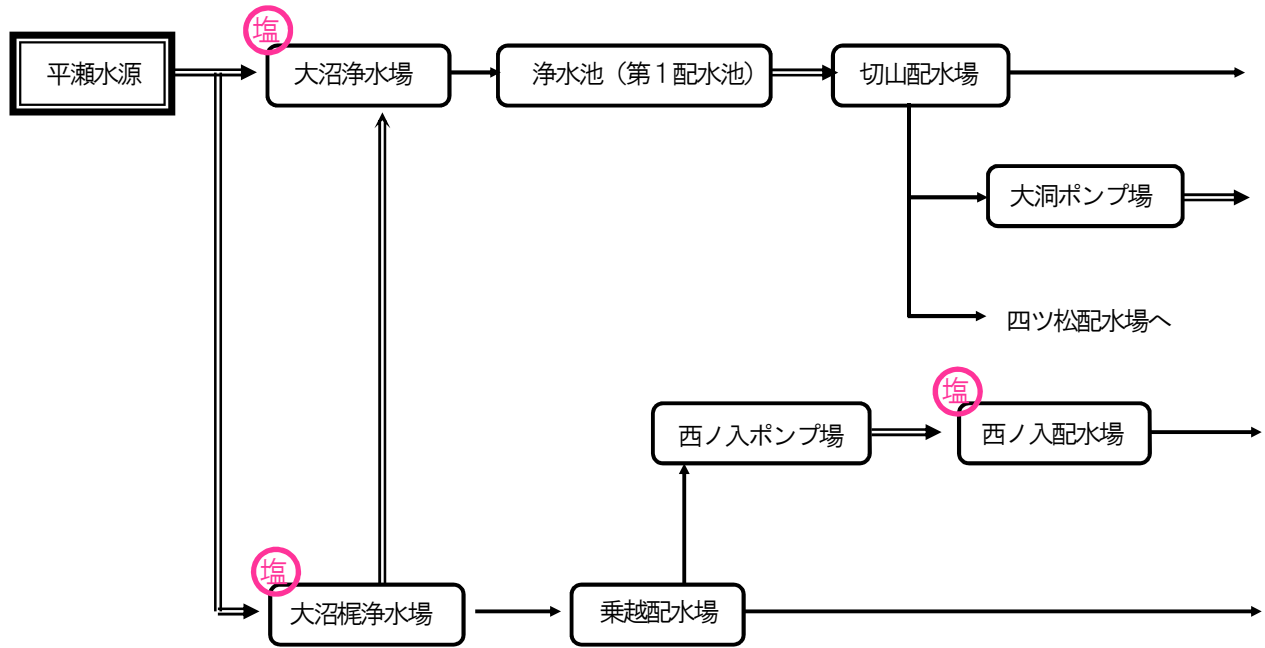 塩
平瀬水源
大沼浄水場
浄水池（第１配水池）
切山配水場
大洞ポンプ場
四ツ松配水場へ
塩
西ノ入ポンプ場
西ノ入配水場
塩
大沼梶浄水場
乗越配水場